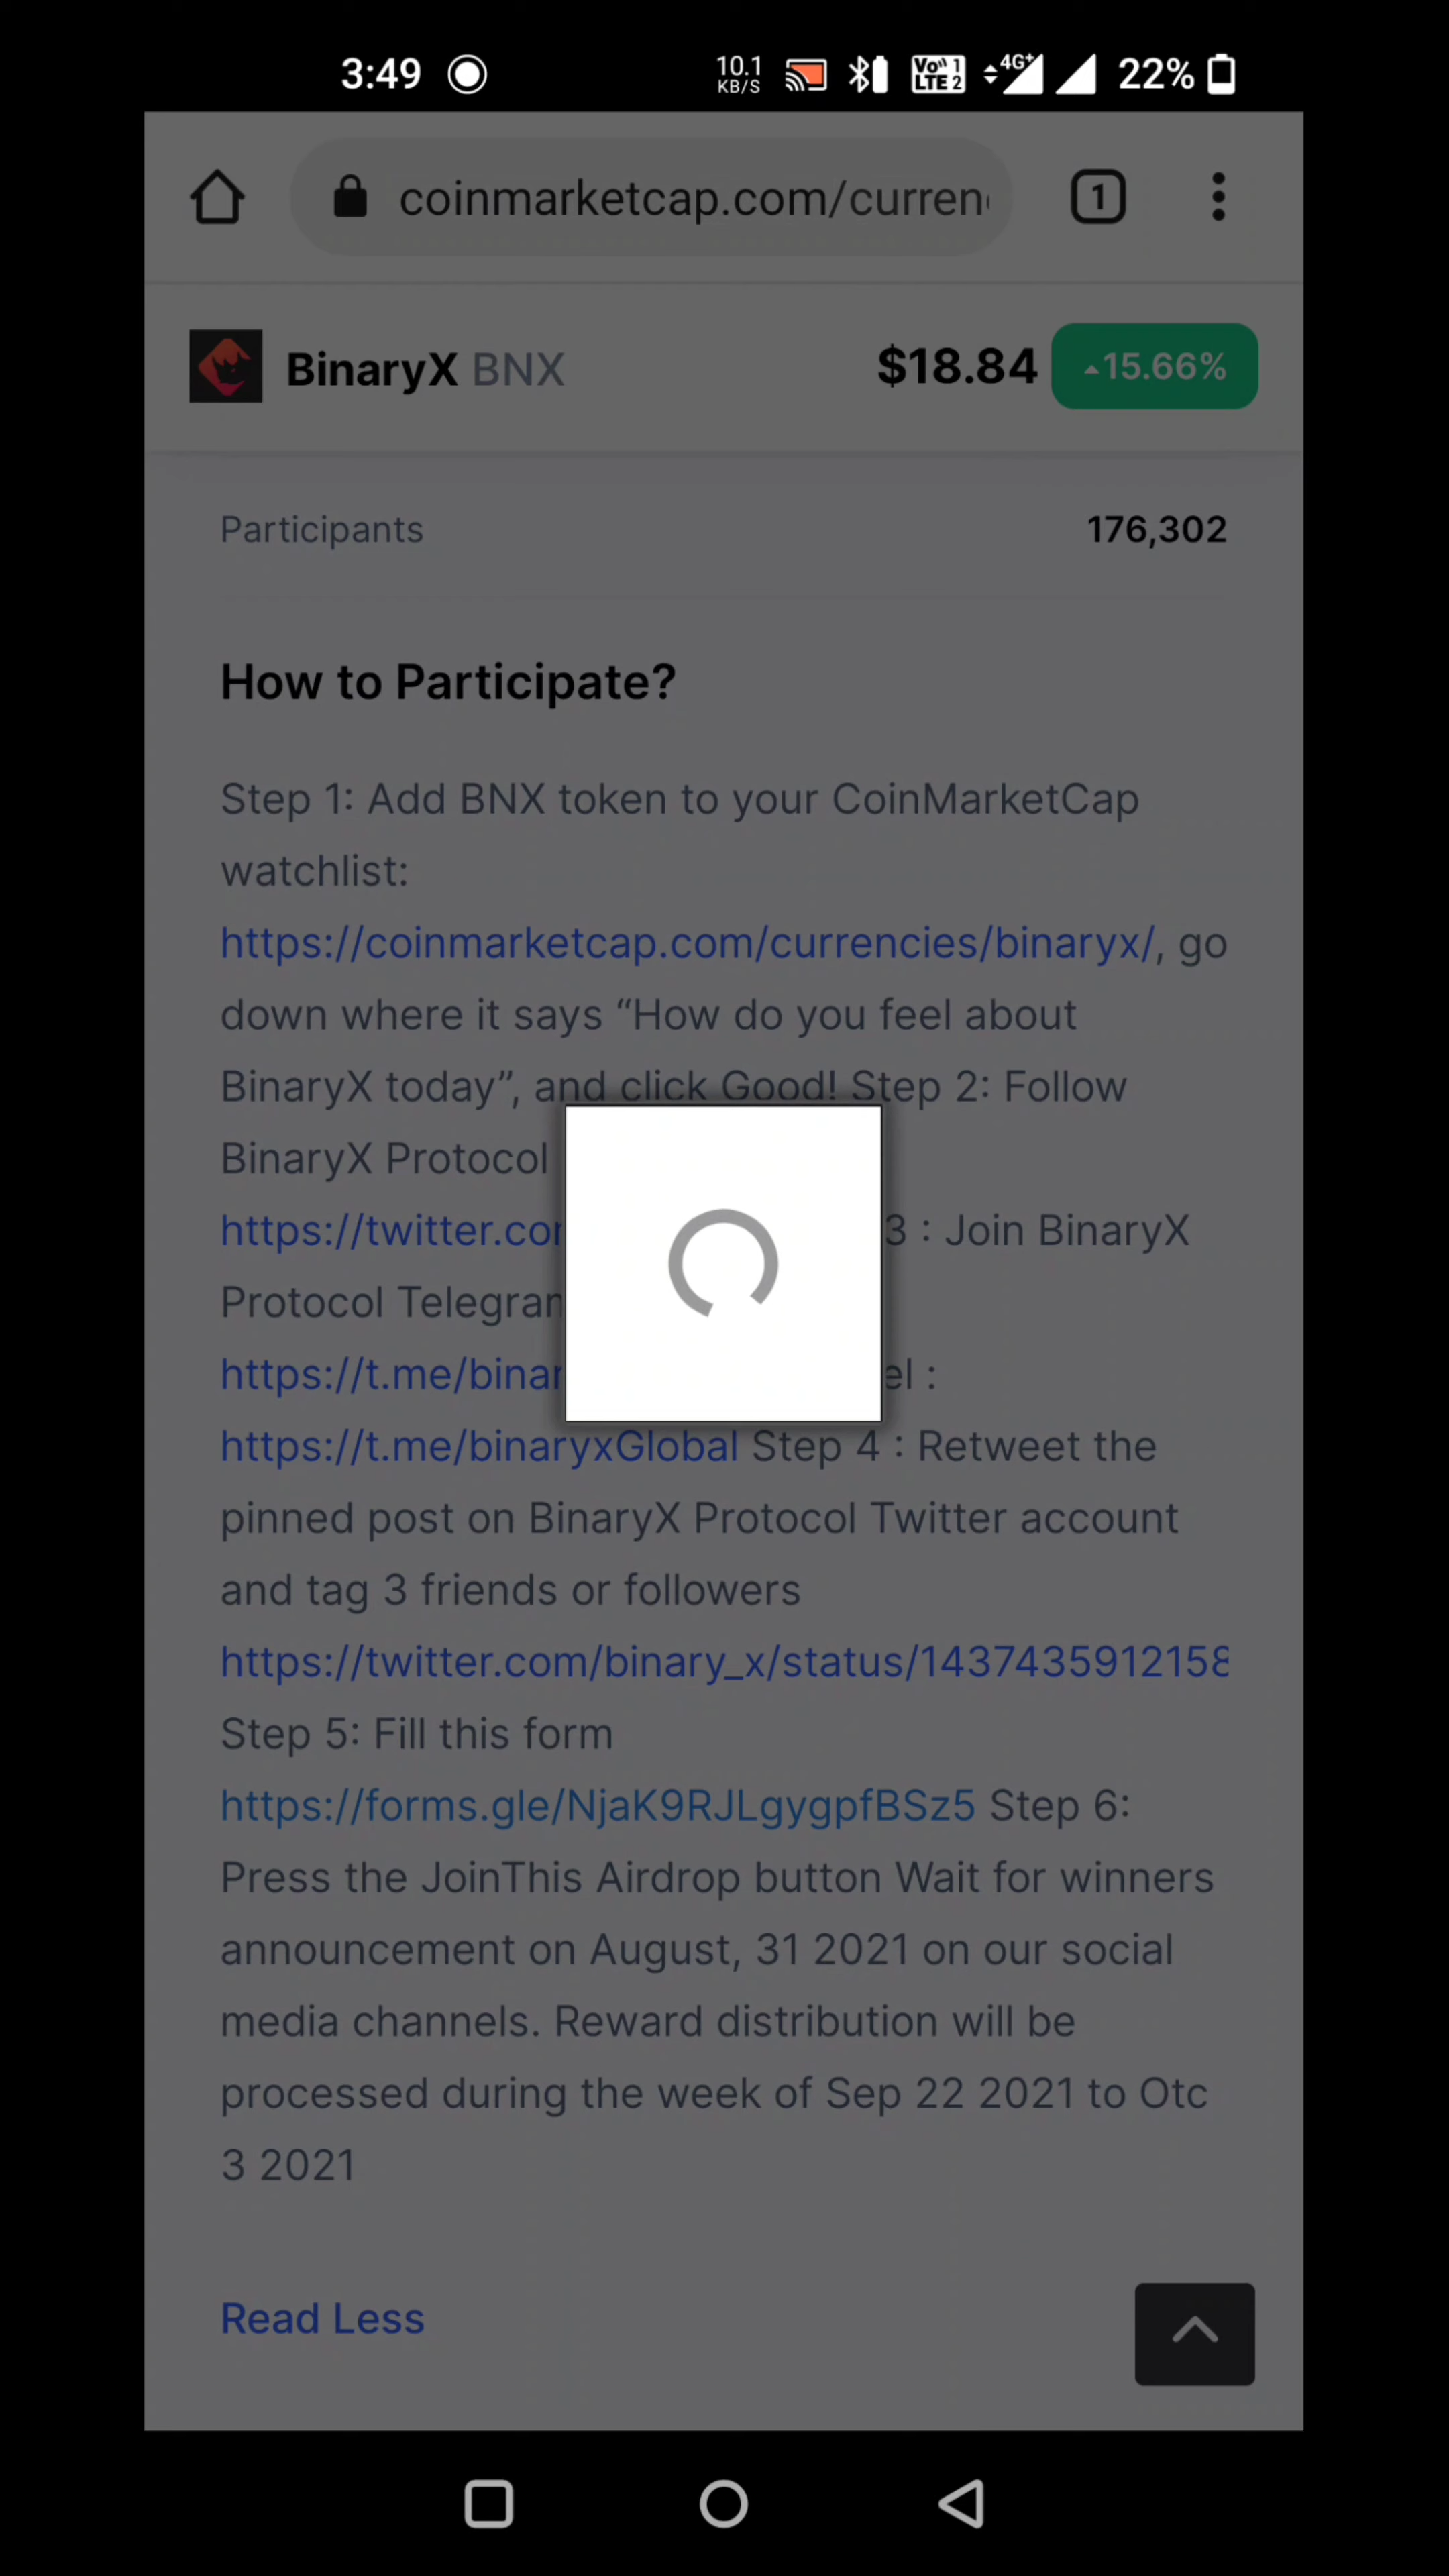 3:49 10.1 KB/S Vo)) 1 LTE 2 4G+ 22%
coinmarketcap.com/curren
1
BinaryX BNX $18.84 15.66%
Participants 176,302
How to Participate?
Step 1: Add BNX token to your CoinMarketCap
watchlist:
https://coinmarketcap.com/currencies/binaryx/, go
down where it says “How do you feel about
BinaryX today”, and click Good! Step 2: Follow
BinaryX Protocol
https://twitter.co 3 : Join BinaryX
Protocol Telegra
https://t.me/bina el :
https://t.me/binaryxGlobal Step 4 : Retweet the
pinned post on BinaryX Protocol Twitter account
and tag 3 friends or followers
https://twitter.com/binary_x/status/1437435912158
Step 5: Fill this form
https://forms.gle/NjaK9RJLgygpfBSz5 Step 6:
Press the JoinThis Airdrop button Wait for winners
announcement on August, 31 2021 on our social
media channels. Reward distribution will be
processed during the week of Sep 22 2021 to Otc
3 2021
Read Less